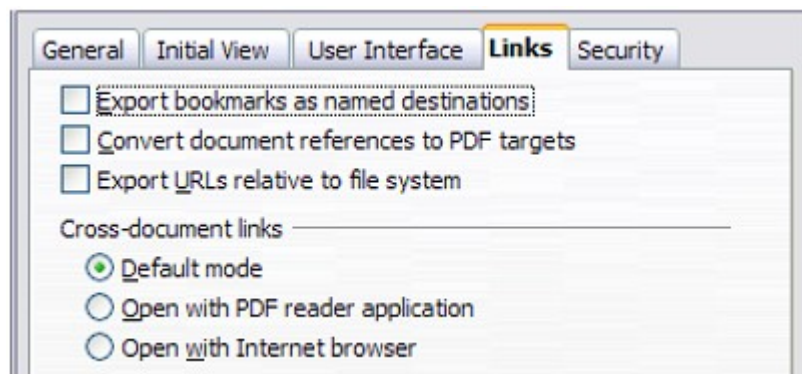 General Initial View User Interface Links Security
Export bookmarks as named destinations
Convert document references to PDF targets
Export URLs relative to file system
Cross-document links
Default mode
Open with PDF reader application
Open with Internet browser